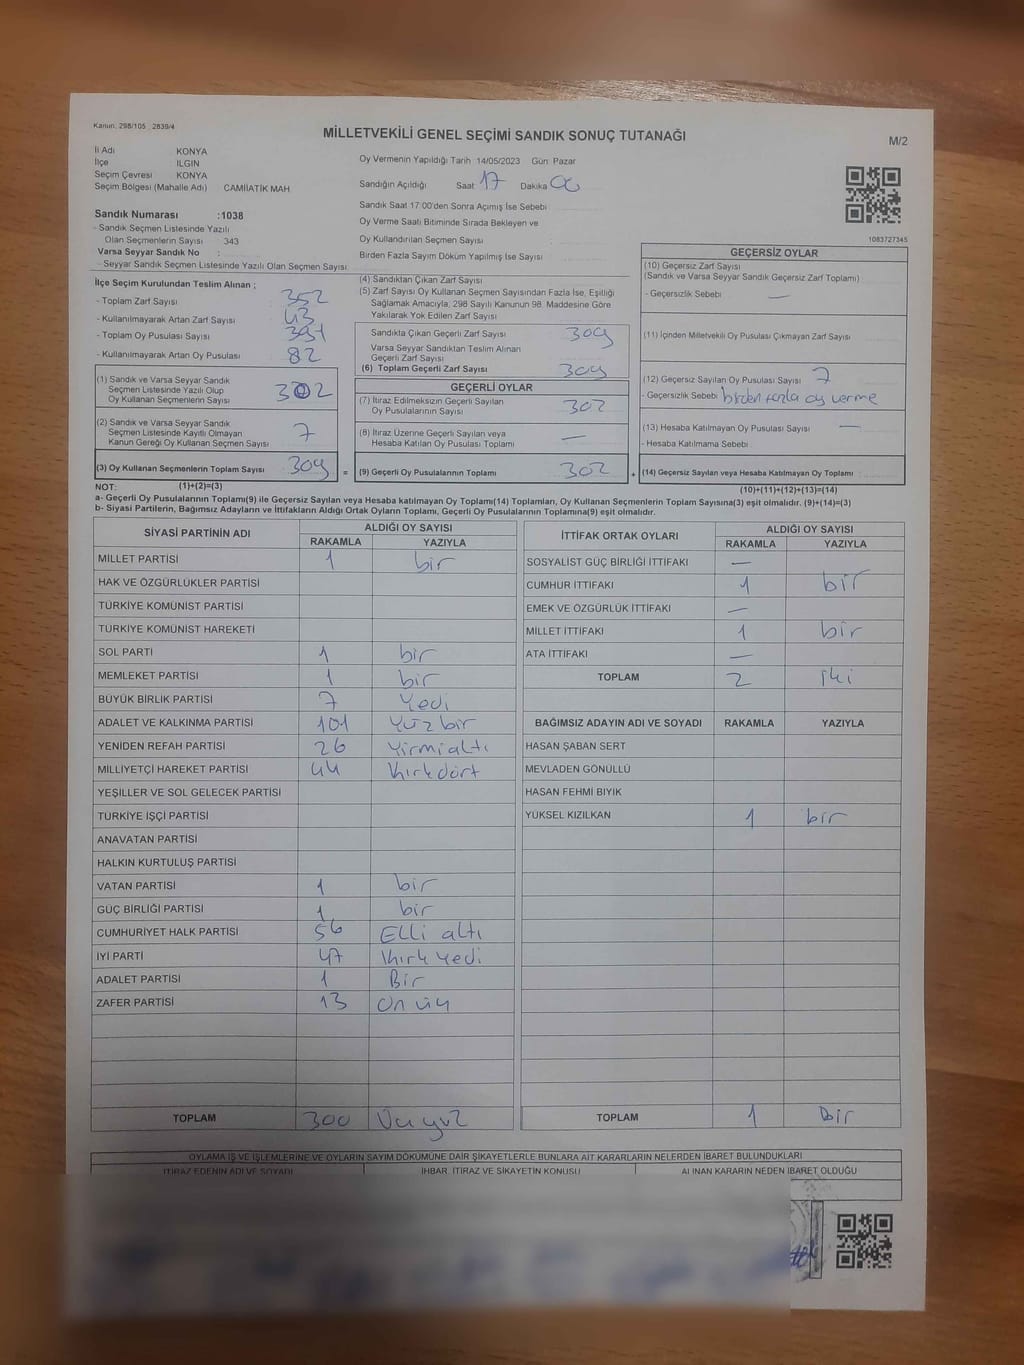 Kanun: 298/105 2839/4
MİLLETVEKİLİ GENEL SEÇİMİ SANDIK SONUÇ TUTANAĞI
M/2
İl Adı KONYA
İlçe ILGIN
Seçim Çevresi KONYA
Seçim Bölgesi (Mahalle Adı) CAMİİATİK MAH
Sandık Numarası :1038
- Sandık Seçmen Listesinde Yazılı
Olan Seçmenlerin Sayısı 343
Varsa Seyyar Sandık No :
- Seyyar Sandık Seçmen Listesinde Yazılı Olan Seçmen Sayısı
Oy Vermenin Yapıldığı Tarih 14/05/2023 Gün Pazar
Sandığın Açıldığı Saat 17 Dakika 00
Sandık Saat 17:00'den Sonra Açımış İse Sebebi
Oy Verme Saati Bitiminde Sırada Bekleyen ve
Oy Kullandırılan Seçmen Sayısı :
Birden Fazla Sayım Döküm Yapılmış İse Sayısı
1083727345
İlçe Seçim Kurulundan Teslim Alınan ;
- Toplam Zarf Sayısı 352
- Kullanılmayarak Artan Zarf Sayısı 43
- Toplam Oy Pusulası Sayısı 391
- Kullanılmayarak Artan Oy Pusulası 82
(1) Sandık ve Varsa Seyyar Sandık
Seçmen Listesinde Yazılı Olup
Oy Kullanan Seçmenlerin Sayısı 302
(2) Sandık ve Varsa Seyyar Sandık
Seçmen Listesinde Kayıtlı Olmayan
Kanun Gereği Oy Kullanan Seçmen Sayısı 7
(3) Oy Kullanan Seçmenlerin Toplam Sayısı 309 =
(4) Sandıktan Çıkan Zarf Sayısı
(5) Zarf Sayısı Oy Kullanan Seçmen Sayısından Fazla İse, Eşitliği
Sağlamak Amacıyla, 298 Sayılı Kanunun 98. Maddesine Göre
Yakılarak Yok Edilen Zarf Sayısı
Sandıkta Çıkan Geçerli Zarf Sayısı 309
Varsa Seyyar Sandıktan Teslim Alınan
Geçerli Zarf Sayısı
(6) Toplam Geçerli Zarf Sayısı 309
GEÇERLİ OYLAR
(7) İtiraz Edilmeksizin Geçerli Sayılan
Oy Pusulalarının Sayısı 302
(8) İtiraz Üzerine Geçerli Sayılan veya
Hesaba Katılan Oy Pusulası Toplamı —
(9) Geçerli Oy Pusulalarının Toplamı 302 +
GEÇERSİZ OYLAR
(10) Geçersiz Zarf Sayısı
(Sandık ve Varsa Seyyar Sandık Geçersiz Zarf Toplamı)
- Geçersizlik Sebebi —
(11) İçinden Milletvekili Oy Pusulası Çıkmayan Zarf Sayısı
(12) Geçersiz Sayılan Oy Pusulası Sayısı 7
- Geçersizlik Sebebi birden fazla oy verme
(13) Hesaba Katılmayan Oy Pusulası Sayısı —
- Hesaba Katılmama Sebebi
(14) Geçersiz Sayılan veya Hesaba Katılmayan Oy Toplamı
(10)+(11)+(12)+(13)=(14)
NOT: (1)+(2)=(3)
a- Geçerli Oy Pusulalarının Toplamı(9) ile Geçersiz Sayılan veya Hesaba katılmayan Oy Toplamı(14) Toplamları, Oy Kullanan Seçmenlerin Toplam Sayısına(3) eşit olmalıdır. (9)+(14)=(3)
b- Siyasi Partilerin, Bağımsız Adayların ve İttifakların Aldığı Ortak Oyların Toplamı, Geçerli Oy Pusulalarının Toplamına(9) eşit olmalıdır.
SİYASİ PARTİNİN ADI ALDIĞI OY SAYISI
RAKAMLA YAZIYLA
MİLLET PARTİSİ 1 bir
HAK VE ÖZGÜRLÜKLER PARTİSİ
TÜRKİYE KOMÜNİST PARTİSİ
TÜRKİYE KOMÜNİST HAREKETİ
SOL PARTİ 1 bir
MEMLEKET PARTİSİ 1 bir
BÜYÜK BİRLİK PARTİSİ 7 Yedi
ADALET VE KALKINMA PARTİSİ 101 Yüz bir
YENİDEN REFAH PARTİSİ 26 Yirmialtı
MİLLİYETÇİ HAREKET PARTİSİ 44 Kırkdört
YEŞİLLER VE SOL GELECEK PARTİSİ
TÜRKİYE İŞÇİ PARTİSİ
ANAVATAN PARTİSİ
HALKIN KURTULUŞ PARTİSİ
VATAN PARTİSİ 1 bir
GÜÇ BİRLİĞİ PARTİSİ 1 bir
CUMHURİYET HALK PARTİSİ 56 Elli altı
İYİ PARTİ 47 Kırk Yedi
ADALET PARTİSİ 1 Bir
ZAFER PARTİSİ 13 On üç
TOPLAM 300 Üç yüz
İTTİFAK ORTAK OYLARI ALDIĞI OY SAYISI
RAKAMLA YAZIYLA
SOSYALİST GÜÇ BİRLİĞİ İTTİFAKI —
CUMHUR İTTİFAKI 1 bir
EMEK VE ÖZGÜRLÜK İTTİFAKI —
MİLLET İTTİFAKI 1 bir
ATA İTTİFAKI —
TOPLAM 2 iki
BAĞIMSIZ ADAYIN ADI VE SOYADI RAKAMLA YAZIYLA
HASAN ŞABAN SERT
MEVLADEN GÖNÜLLÜ
HASAN FEHMİ BIYIK
YÜKSEL KIZILKAN 1 bir
TOPLAM 1 bir
OYLAMA İŞ VE İŞLEMLERİNE VE OYLARIN SAYIM DÖKÜMÜNE DAİR ŞİKAYETLERLE BUNLARA AİT KARARLARIN NELERDEN İBARET BULUNDUKLARI
İTİRAZ EDENİN ADI VE SOYADI İHBAR, İTİRAZ VE ŞİKAYETİN KONUSU ALINAN KARARIN NEDEN İBARET OLDUĞU